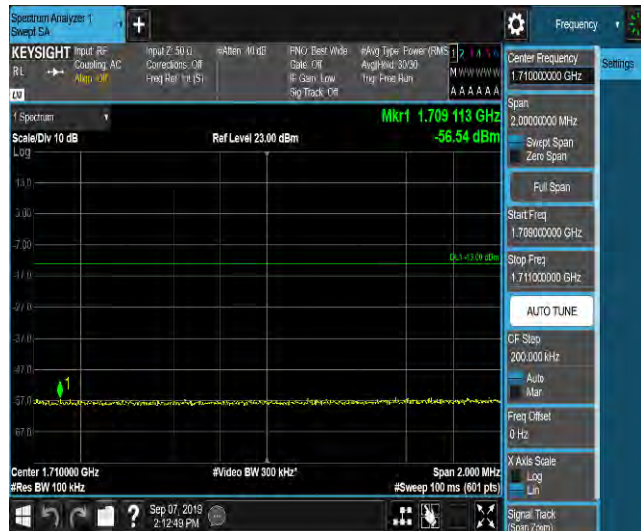 Spectrum Analyzer 1
Swept SA
+
Frequency
KEYSIGHT
Input: RF
Coupling: AC
Align: Off
Input Z: 50 Ω
Corrections: Off
Freq Ref: Int (S)
#Atten: 40 dB
PNO: Best Wide
Gate: Off
IF Gain: Low
Sig Track: Off
#Avg Type: Power (RMS
Avg|Hold: 30/30
Trig: Free Run
1 2 3 4 5 6
M W W W W W
A A A A A A
RL
LXI
Center Frequency
1.710000000 GHz
Settings
Span
2.00000000 MHz
Swept Span
Zero Span
Full Span
Start Freq
1.709000000 GHz
Stop Freq
1.711000000 GHz
AUTO TUNE
CF Step
200.000 kHz
Auto
Man
Freq Offset
0 Hz
X Axis Scale
Log
Lin
Signal Track
(Span Zoom)
1 Spectrum
Scale/Div 10 dB
Ref Level 23.00 dBm
Mkr1 1.709 113 GHz
-56.54 dBm
Log
13.0
3.00
-7.00
DL1 -13.00 dBm
-17.0
-27.0
-37.0
-47.0
1
-57.0
-67.0
Center 1.710000 GHz
#Video BW 300 kHz*
Span 2.000 MHz
#Res BW 100 kHz
#Sweep 100 ms (601 pts)
?
Sep 07, 2019
2:12:49 PM